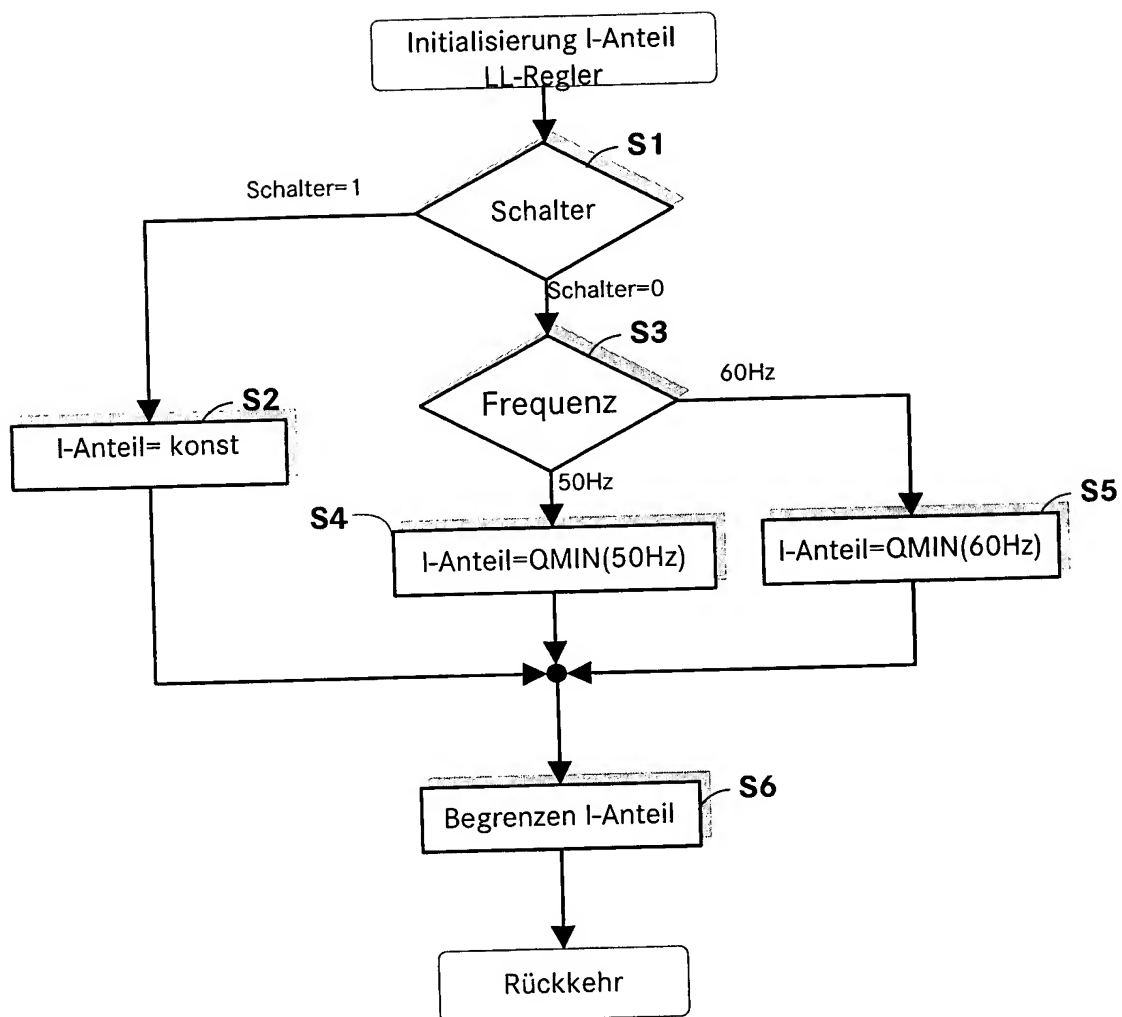 Initialisierung I-Anteil
LL-Regler
S1
Schalter=1
Schalter
Schalter=0
S3
60Hz
Frequenz
S2
I-Anteil= konst
50Hz
S4
S5
I-Anteil=QMIN(50Hz)
I-Anteil=QMIN(60Hz)
S6
Begrenzen I-Anteil
Rückkehr